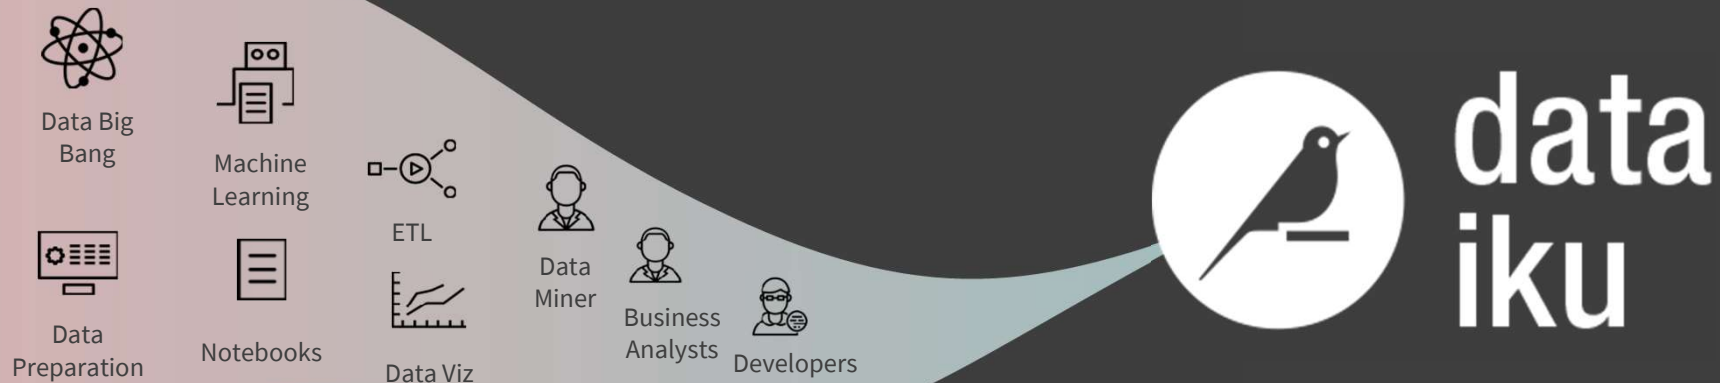 Data Big
Bang
Machine
Learning
ETL
Data
Miner
Business
Analysts
Developers
Data
Preparation
Notebooks
Data Viz
data
iku